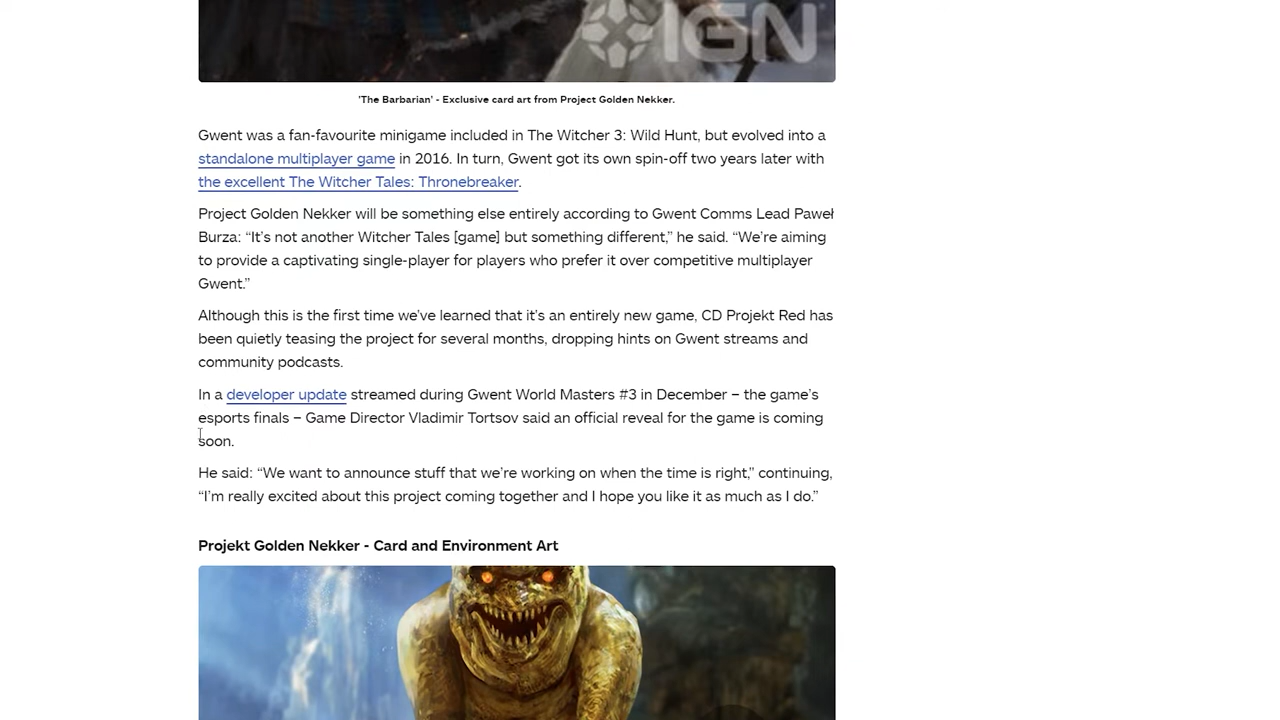 IGN
'The Barbarian' - Exclusive card art from Project Golden Nekker.
Gwent was a fan-favourite minigame included in The Witcher 3: Wild Hunt, but evolved into a
standalone multiplayer game in 2016. In turn, Gwent got its own spin-off two years later with
the excellent The Witcher Tales: Thronebreaker.
Project Golden Nekker will be something else entirely according to Gwent Comms Lead Paweł
Burza: “It’s not another Witcher Tales [game] but something different,” he said. “We’re aiming
to provide a captivating single-player for players who prefer it over competitive multiplayer
Gwent.”
Although this is the first time we've learned that it's an entirely new game, CD Projekt Red has
been quietly teasing the project for several months, dropping hints on Gwent streams and
community podcasts.
In a developer update streamed during Gwent World Masters #3 in December – the game’s
esports finals – Game Director Vladimir Tortsov said an official reveal for the game is coming
soon.
He said: “We want to announce stuff that we’re working on when the time is right,” continuing,
“I’m really excited about this project coming together and I hope you like it as much as I do.”
Projekt Golden Nekker - Card and Environment Art